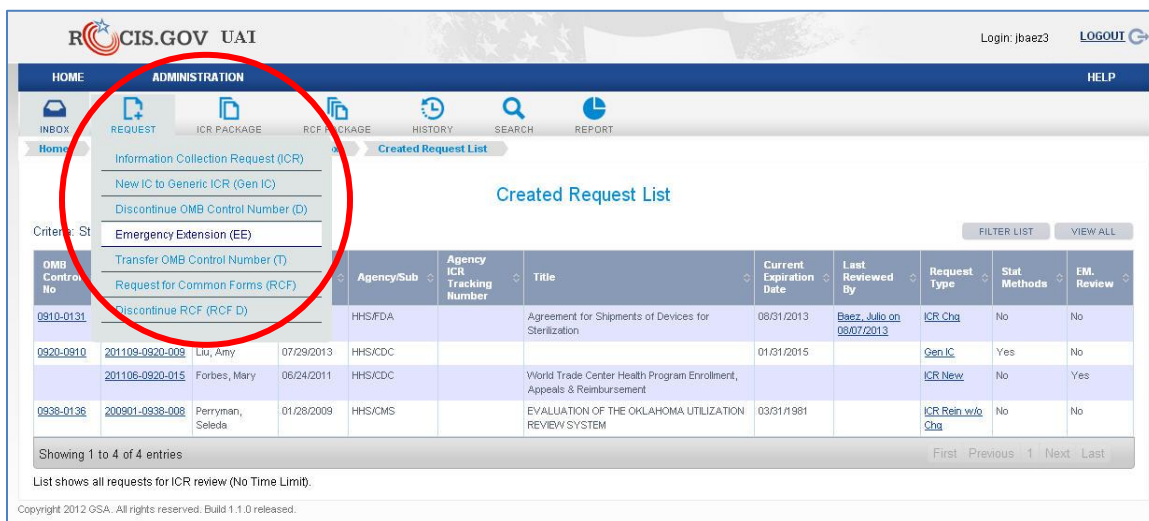 ROCIS.GOV UAI
Login: jbaez3
LOGOUT
HOME
ADMINISTRATION
HELP
INBOX
REQUEST
ICR PACKAGE
RCF PACKAGE
HISTORY
SEARCH
REPORT
Home
Created Request List
Information Collection Request (ICR)
New IC to Generic ICR (Gen IC)
Discontinue OMB Control Number (D)
Emergency Extension (EE)
Transfer OMB Control Number (T)
Request for Common Forms (RCF)
Discontinue RCF (RCF D)
Created Request List
Criteria: St
FILTER LIST
VIEW ALL
OMB
Control
No
Agency/Sub
Agency
ICR
Tracking
Number
Title
Current
Expiration
Date
Last
Reviewed
By
Request
Type
Stat
Methods
EM.
Review
0910-0131
HHS/FDA
Agreement for Shipments of Devices for
Sterilization
08/31/2013
Baez, Julio on
08/07/2013
ICR Chg
No
No
0920-0910
201109-0920-009
Liu, Amy
07/29/2013
HHS/CDC
01/31/2015
Gen IC
Yes
No
201106-0920-015
Forbes, Mary
06/24/2011
HHS/CDC
World Trade Center Health Program Enrollment,
Appeals & Reimbursement
ICR New
No
Yes
0938-0136
200901-0938-008
Perryman,
Seleda
01/28/2009
HHS/CMS
EVALUATION OF THE OKLAHOMA UTILIZATION
REVIEW SYSTEM
03/31/1981
ICR Rein w/o
Chg
No
No
Showing 1 to 4 of 4 entries
First Previous 1 Next Last
List shows all requests for ICR review (No Time Limit).
Copyright 2012 GSA. All rights reserved. Build 1.1.0 released.